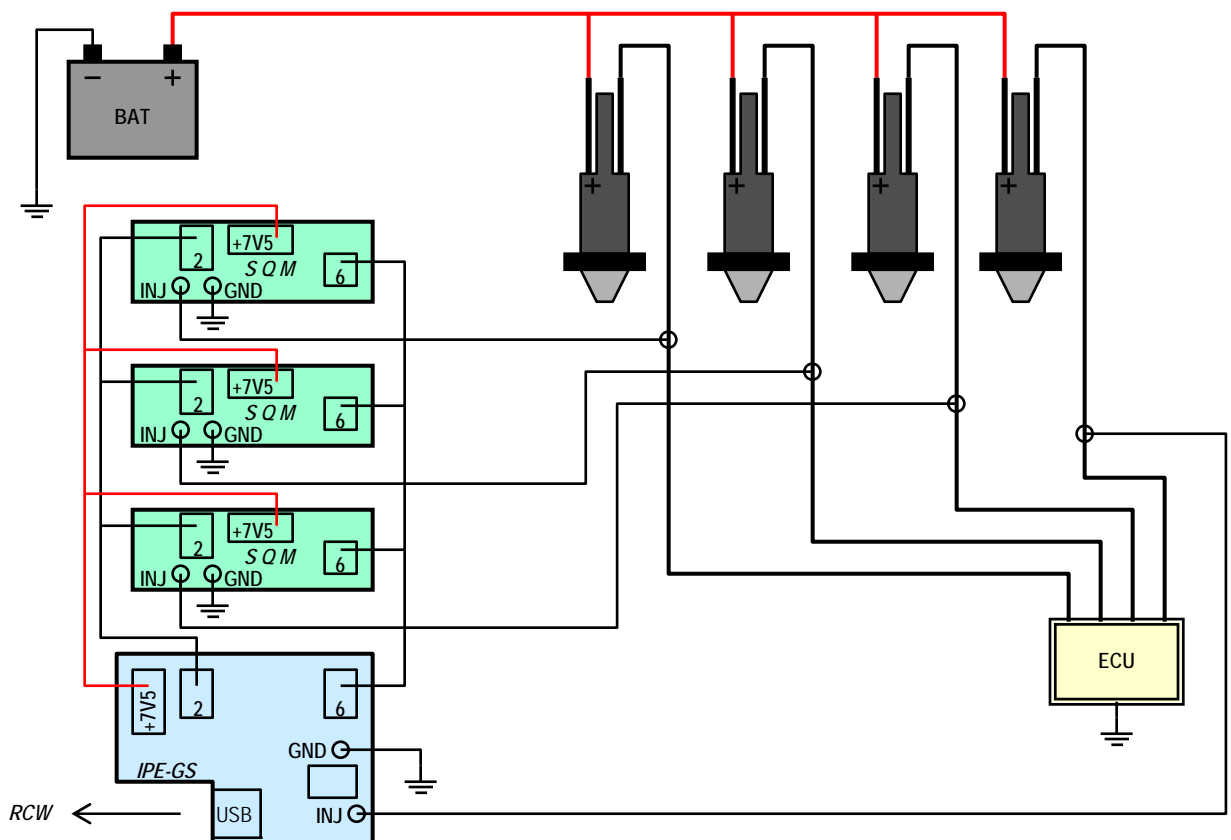 − +
BAT
+ + + +
+7V5
2
SQM
6
INJ GND
+7V5
2
SQM
6
INJ GND
+7V5
2
SQM
6
INJ GND
ECU
+7V5
2
6
GND
IPE-GS
RCW
USB
INJ